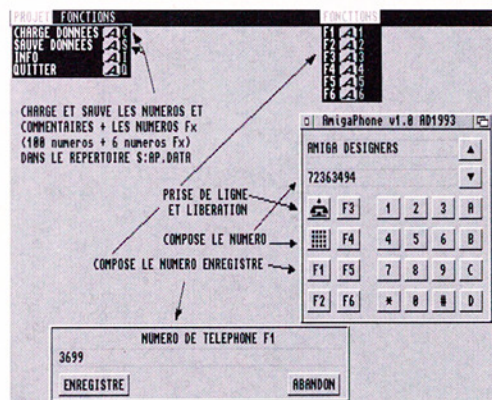 PROJET FONCTIONS
CHARGE DONNEES A C
SAUVE DONNEES A S
INFO A I
QUITTER A Q
FONCTIONS
F1 A 1
F2 A 2
F3 A 3
F4 A 4
F5 A 5
F6 A 6
CHARGE ET SAUVE LES NUMEROS ET
COMMENTAIRES + LES NUMEROS Fx
(100 numeros + 6 numeros Fx)
DANS LE REPERTOIRE S:AP.DATA
AmigaPhone v1.0 AD1993
AMIGA DESIGNERS
72363494
PRISE DE LIGNE
ET LIBERATION
COMPOSE LE NUMERO
COMPOSE LE NUMERO ENREGISTRE
F3 1 2 3 A
F4 4 5 6 B
F1 F5 7 8 9 C
F2 F6 * 0 # D
NUMERO DE TELEPHONE F1
3699
ENREGISTRE ABANDON